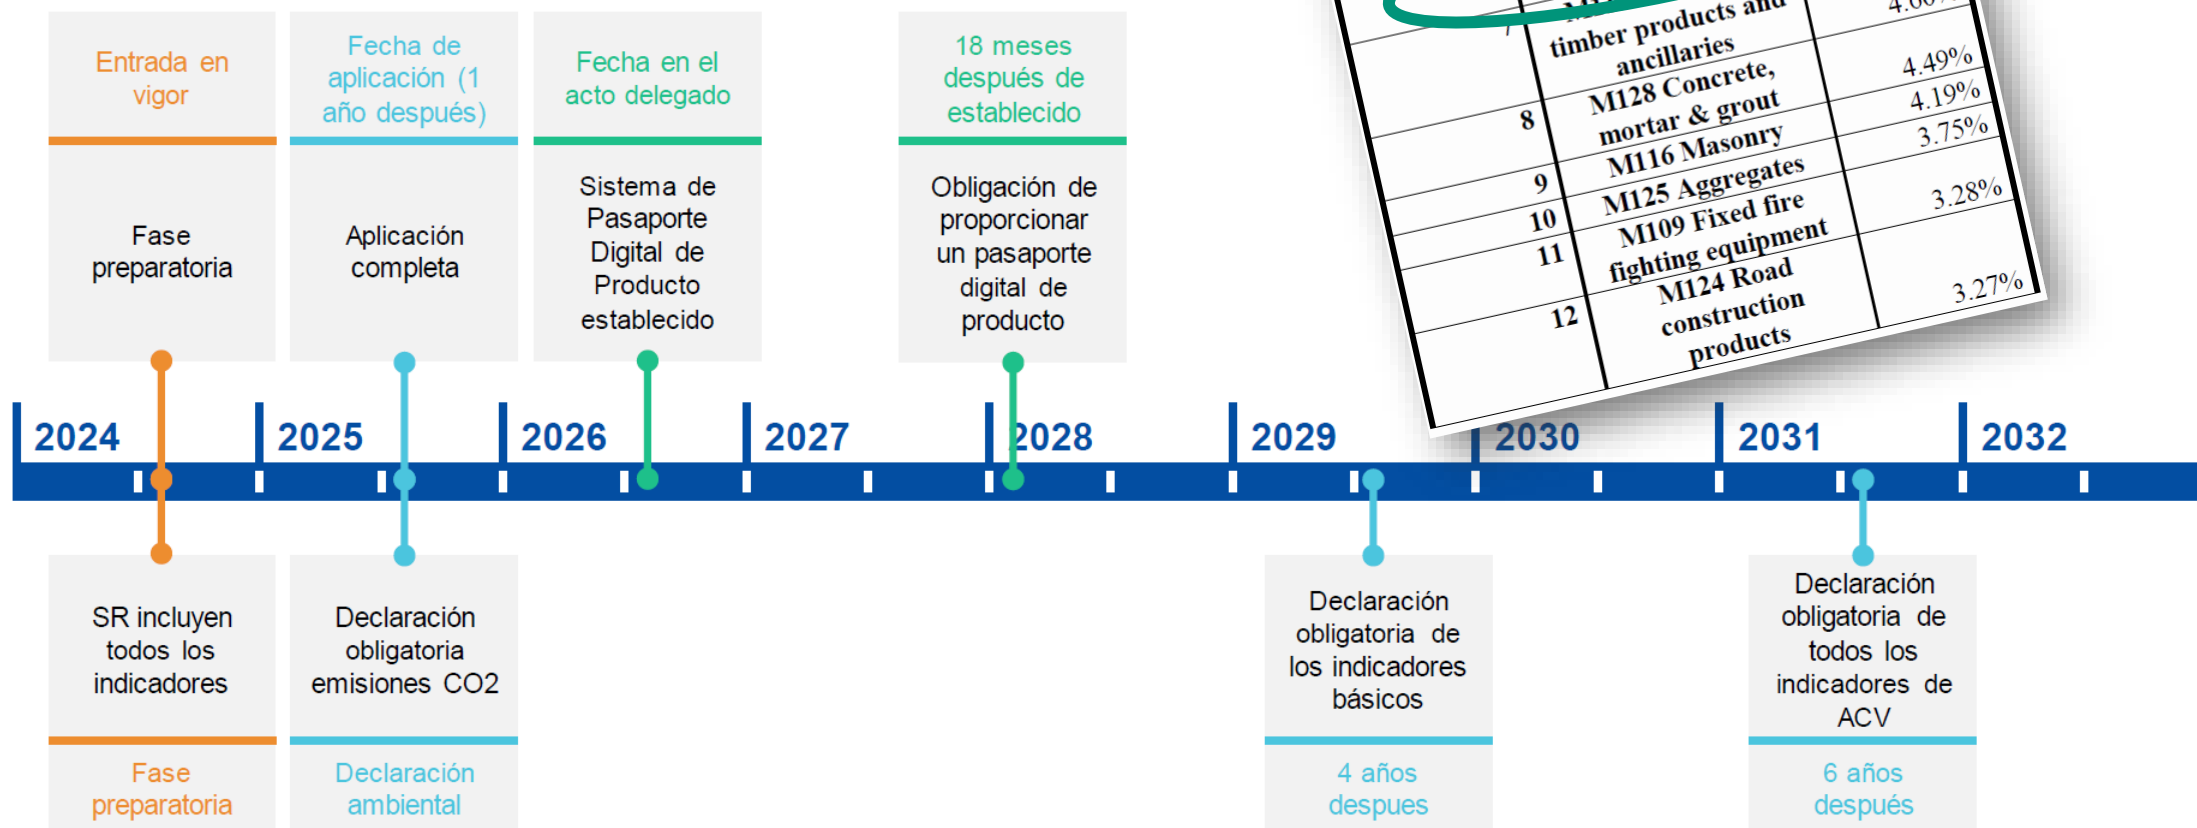 Entrada en
vigor
Fase
preparatoria
Fecha de
aplicación (1
año después)
Aplicación
completa
Fecha en el
acto delegado
Sistema de
Pasaporte
Digital de
Producto
establecido
18 meses
después de
establecido
Obligación de
proporcionar
un pasaporte
digital de
producto
timber products and
ancillaries
8 M128 Concrete, 4.49%
mortar & grout
9 M116 Masonry 4.19%
10 M125 Aggregates 3.75%
11 M109 Fixed fire 3.28%
fighting equipment
12 M124 Road 3.27%
construction
products
2024 2025 2026 2027 2028 2029 2030 2031 2032
SR incluyen
todos los
indicadores
Fase
preparatoria
Declaración
obligatoria
emisiones CO2
Declaración
ambiental
Declaración
obligatoria de
los indicadores
básicos
4 años
despues
Declaración
obligatoria de
todos los
indicadores de
ACV
6 años
después